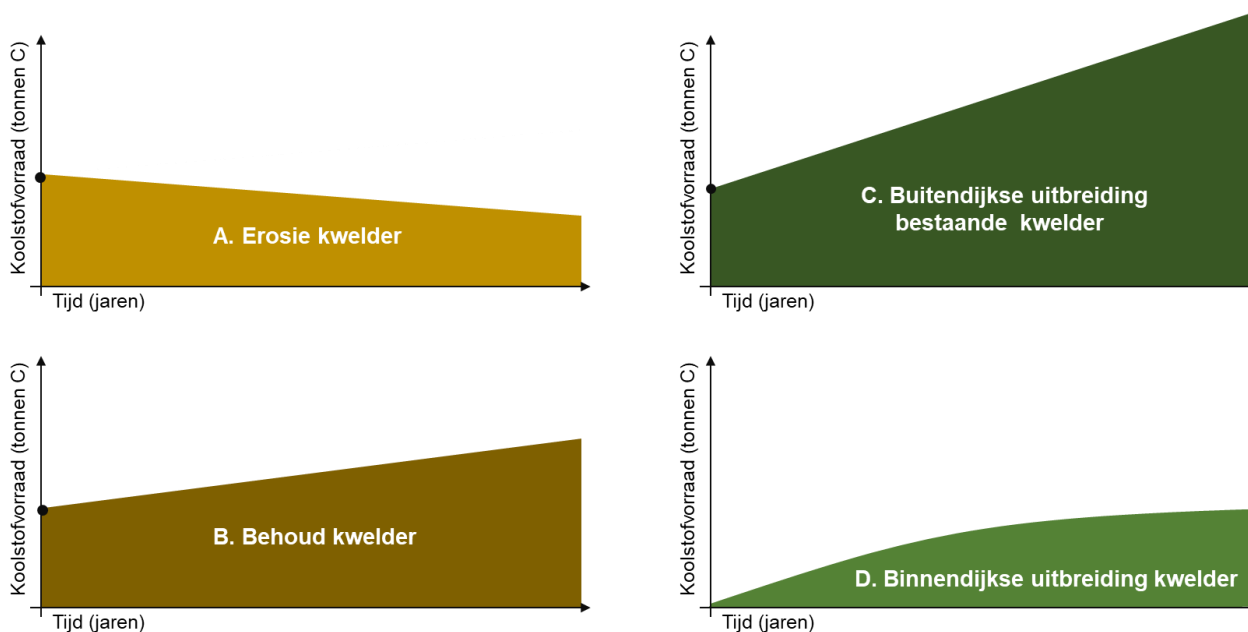 Koolstofvorraad (tonnen C)
A. Erosie kwelder
Tijd (jaren)
Koolstofvorraad (tonnen C)
C. Buitendijkse uitbreiding
bestaande kwelder
Tijd (jaren)
Koolstofvorraad (tonnen C)
B. Behoud kwelder
Tijd (jaren)
Koolstofvorraad (tonnen C)
D. Binnendijkse uitbreiding kwelder
Tijd (jaren)